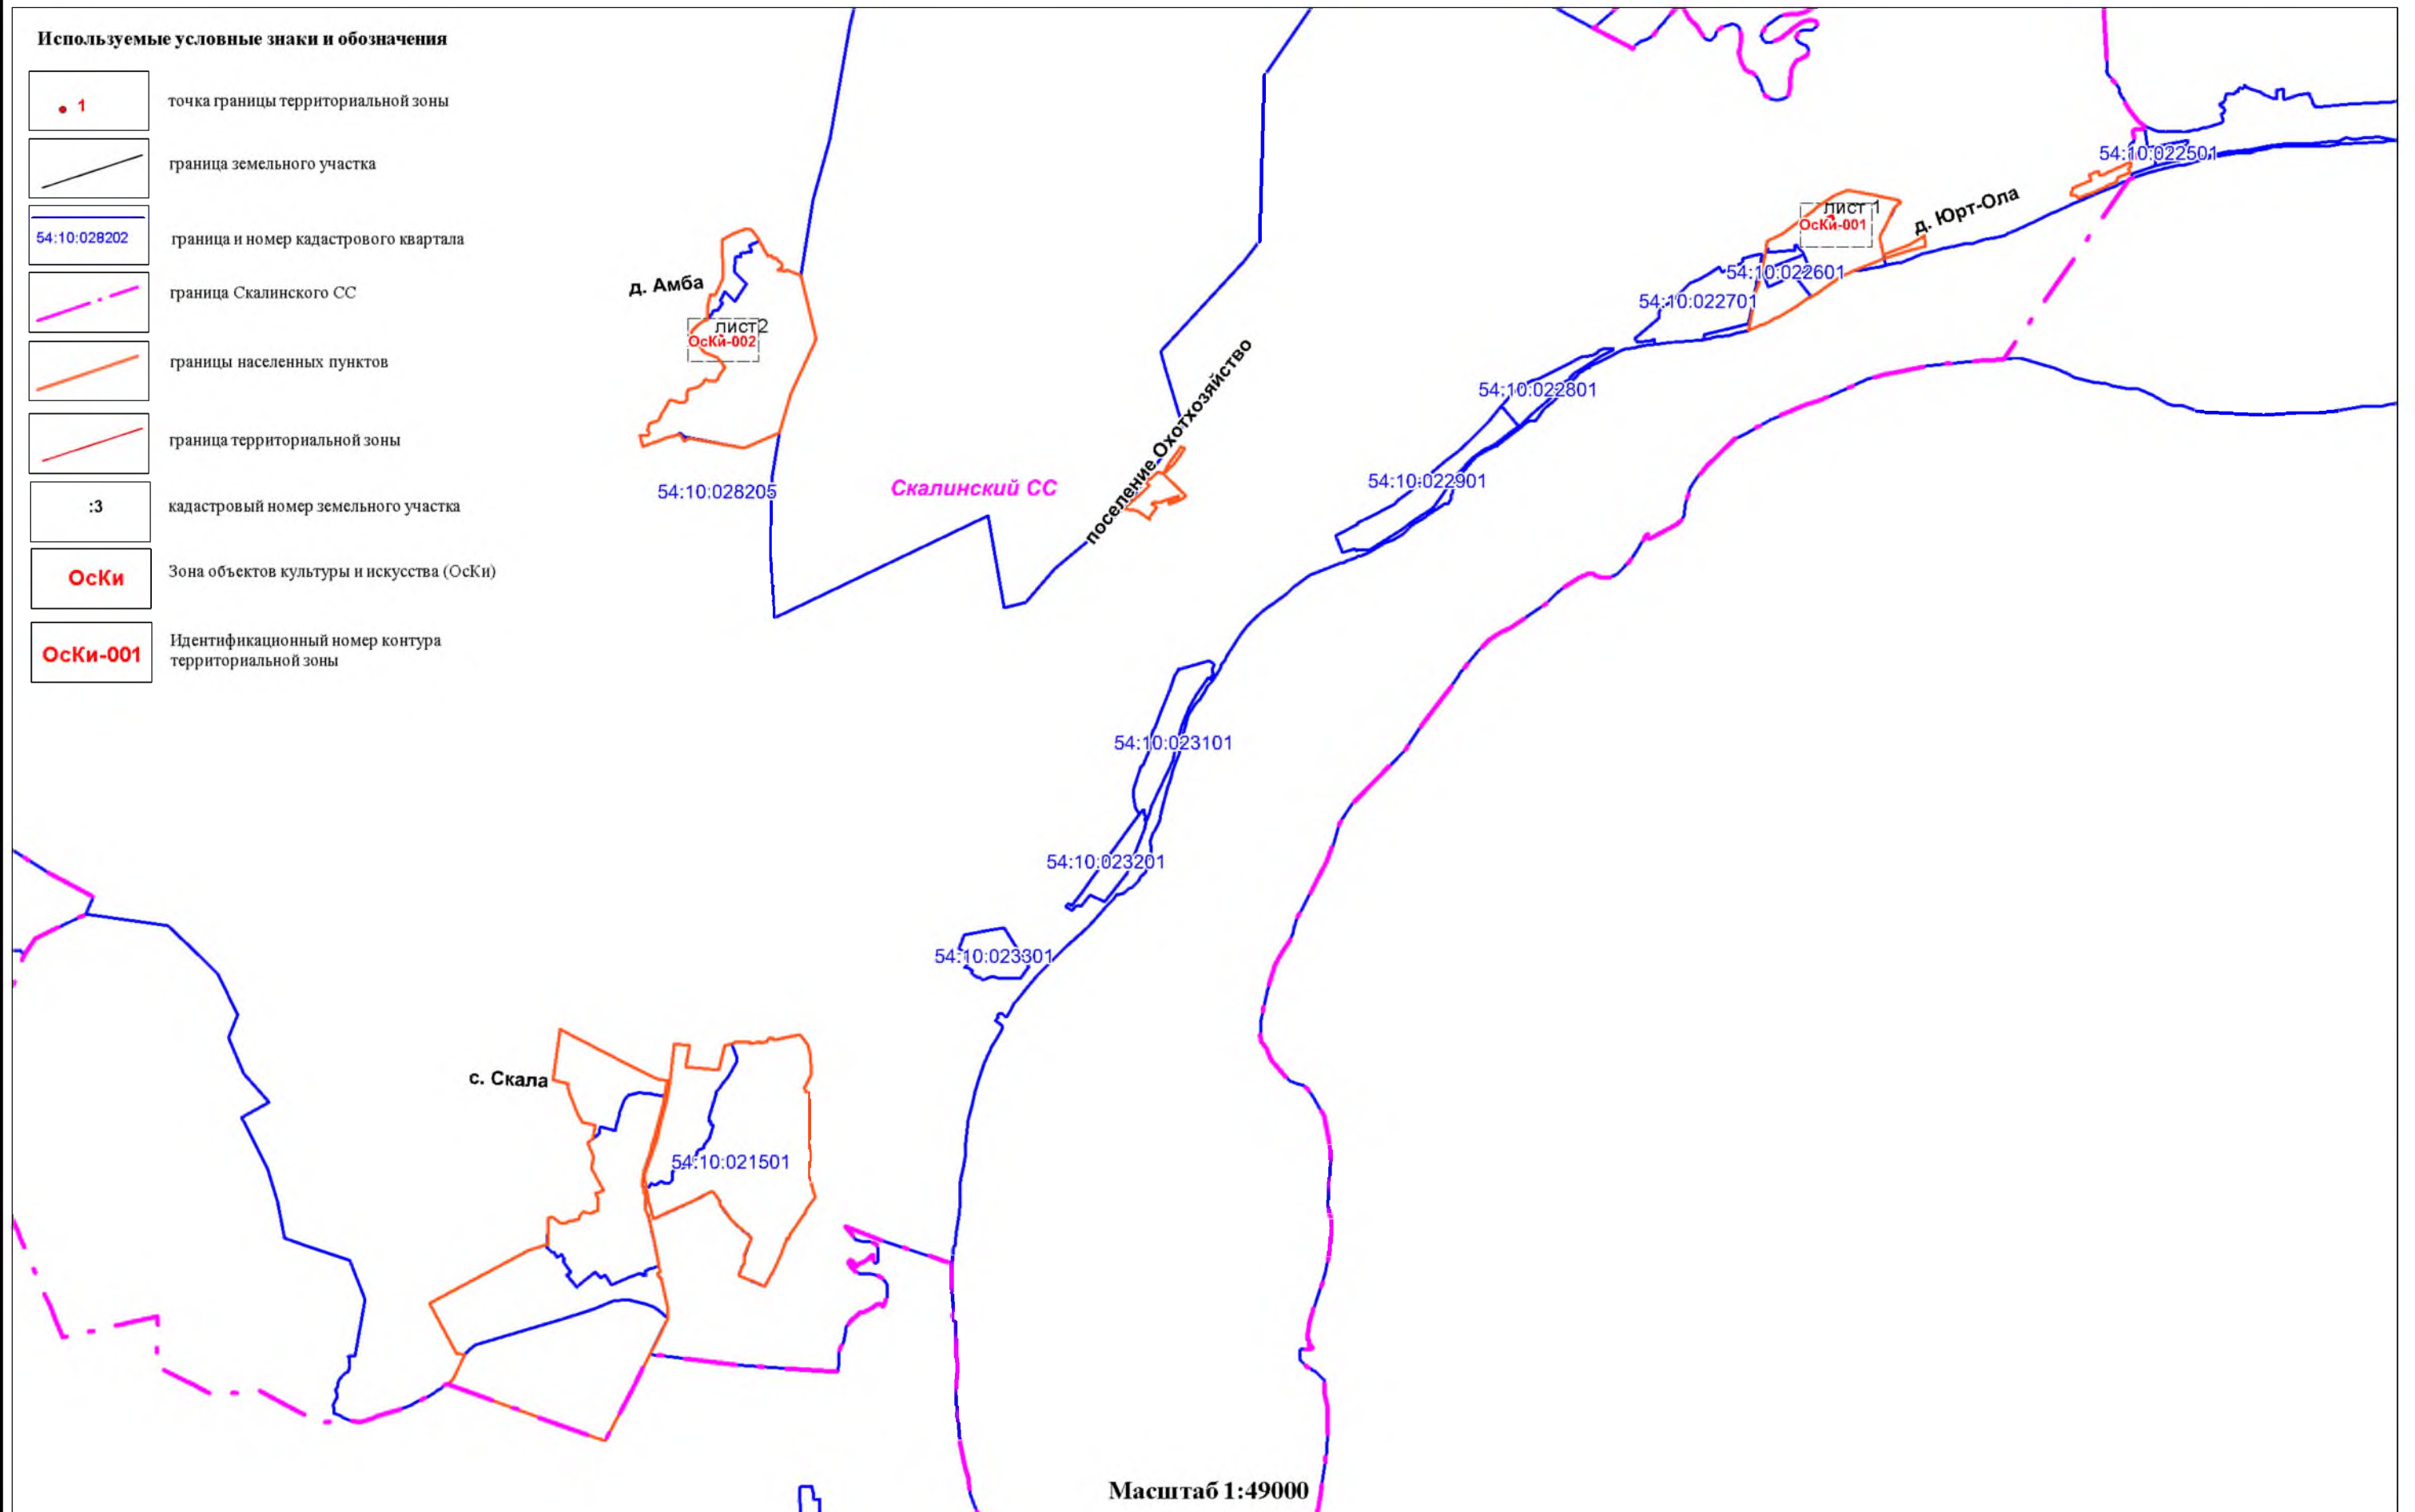 Используемые условные знаки и обозначения
1
точка границы территориальной зоны
граница земельного участка
54:10:028202
граница и номер кадастрового квартала
граница Скалинского СС
границы населенных пунктов
граница территориальной зоны
:3
кадастровый номер земельного участка
ОсКи
Зона объектов культуры и искусства (ОсКи)
ОсКи-001
Идентификационный номер контура
территориальной зоны
54:10:022501
лист 1
ОсКи-001
д. Юрт-Ола
54:10:022601
54:10:022701
д. Амба
лист2
ОсКи-002
54:10:022801
поселение Охотхозяйство
54:10:022901
54:10:028205
Скалинский СС
54:10:023101
54:10:023201
54:10:023301
с. Скала
54:10:021501
Масштаб 1:49000